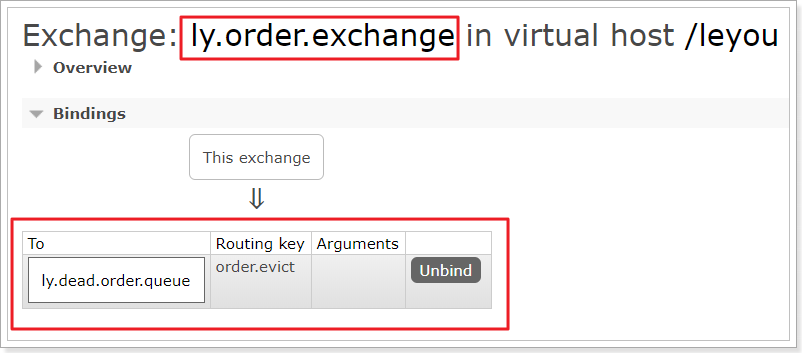 Exchange: ly.order.exchange in virtual host /leyou
Overview
Bindings
This exchange
⇓
To Routing key Arguments
ly.dead.order.queue order.evict Unbind